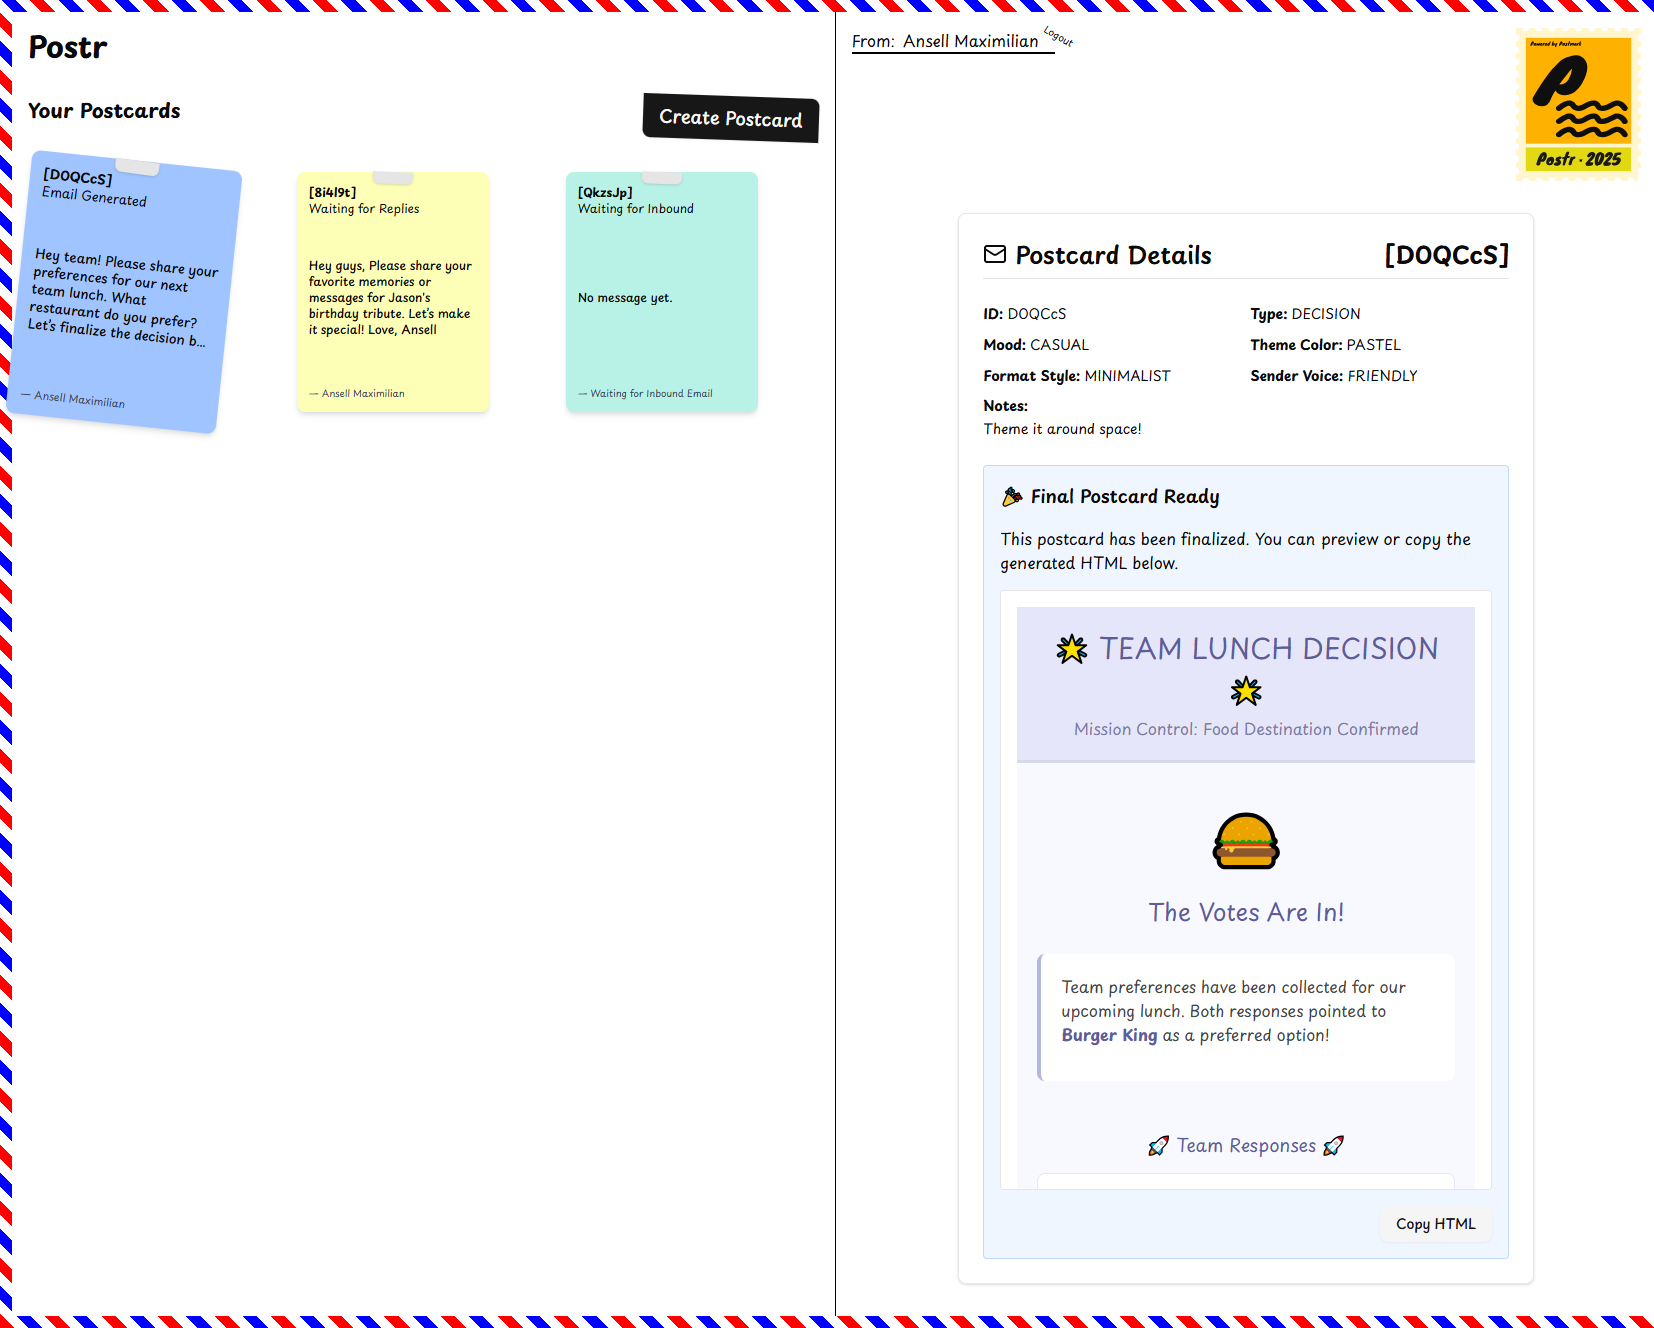 Postr
Your Postcards
Create Postcard
[D0QCcS]
Email Generated
Hey team! Please share your
preferences for our next
team lunch. What
restaurant do you prefer?
Let's finalize the decision b...
— Ansell Maximilian
[8i4l9t]
Waiting for Replies
Hey guys, Please share your
favorite memories or
messages for Jason's
birthday tribute. Let's make
it special! Love, Ansell
— Ansell Maximilian
[QkzsJp]
Waiting for Inbound
No message yet.
— Waiting for Inbound Email
From: Ansell Maximilian
Logout
Powered by Postmark
P
Postr · 2025
Postcard Details
[D0QCcS]
ID: D0QCcS
Type: DECISION
Mood: CASUAL
Theme Color: PASTEL
Format Style: MINIMALIST
Sender Voice: FRIENDLY
Notes:
Theme it around space!
Final Postcard Ready
This postcard has been finalized. You can preview or copy the
generated HTML below.
TEAM LUNCH DECISION
Mission Control: Food Destination Confirmed
The Votes Are In!
Team preferences have been collected for our
upcoming lunch. Both responses pointed to
Burger King as a preferred option!
Team Responses
Copy HTML